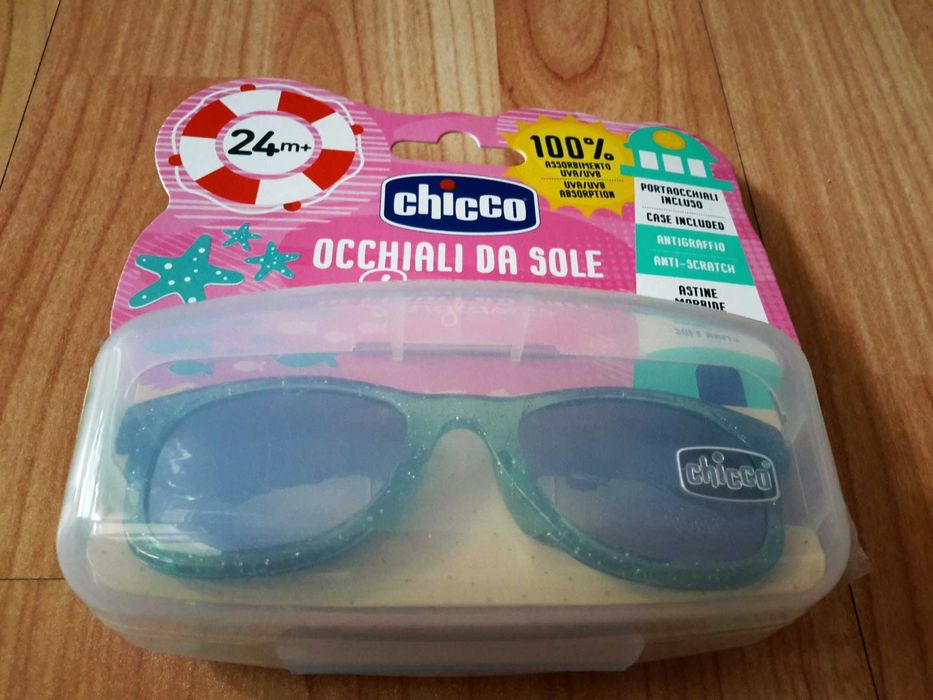 24m+
100%
ASSORBIMENTO
UVA/UVB
UVA/UVB
ABSORPTION
chicco
OCCHIALI DA SOLE
PORTAOCCHIALI
INCLUSO
CASE INCLUDED
ANTIGRAFFIO
ANTI-SCRATCH
ASTINE
MORBIDE
chicco